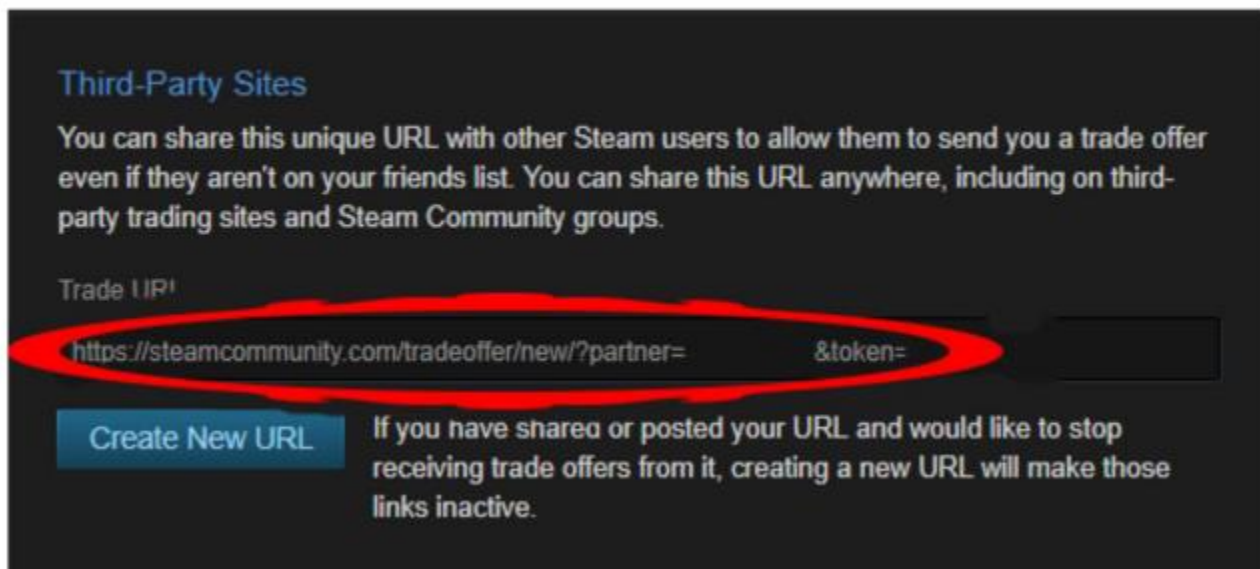 Third-Party Sites
You can share this unique URL with other Steam users to allow them to send you a trade offer
even if they aren't on your friends list. You can share this URL anywhere, including on third-
party trading sites and Steam Community groups.
Trade URL
https://steamcommunity.com/tradeoffer/new/?partner= &token=
Create New URL
If you have shared or posted your URL and would like to stop
receiving trade offers from it, creating a new URL will make those
links inactive.